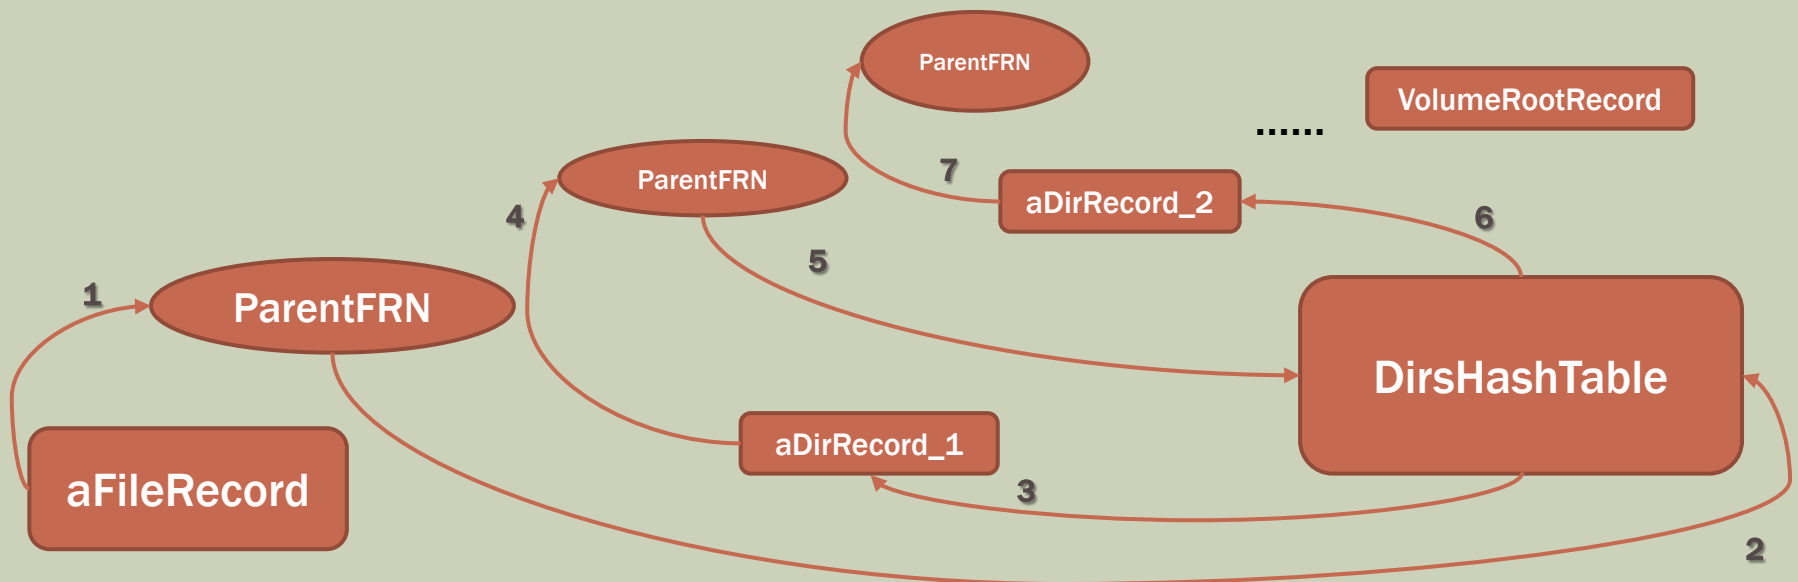 ParentFRN
VolumeRootRecord
......
ParentFRN
7
aDirRecord_2
4
6
5
1
ParentFRN
DirsHashTable
aDirRecord_1
aFileRecord
3
2